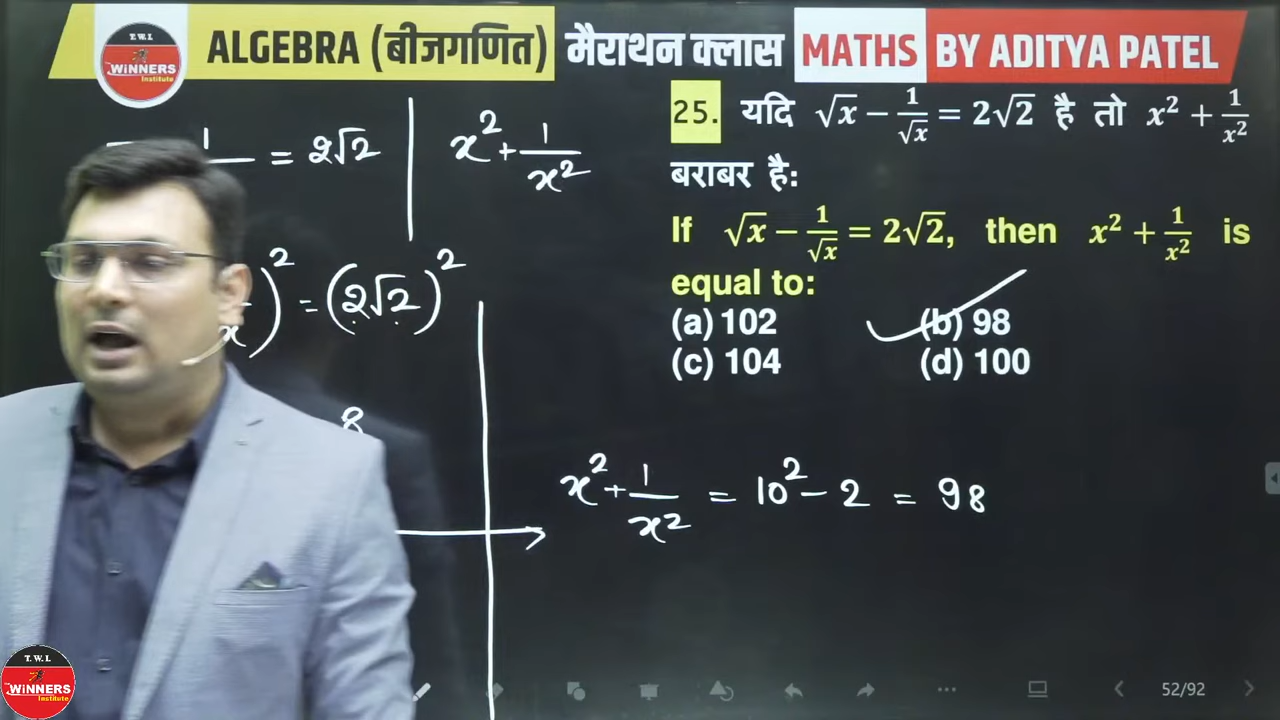 T.W.I.
WiNNERS
Institute
ALGEBRA (बीजगणित) मैराथन क्लास MATHS BY ADITYA PATEL
25. यदि √x − 1/√x = 2√2 है तो x² + 1/x²
बराबर है:
If √x − 1/√x = 2√2, then x² + 1/x² is
equal to:
(a) 102 (b) 98
(c) 104 (d) 100
1 = 2√2
x² + 1/x²
)² = (2√2)²
8
x² + 1/x² = 10² − 2 = 98
T.W.I.
WiNNERS
Institute
52/92